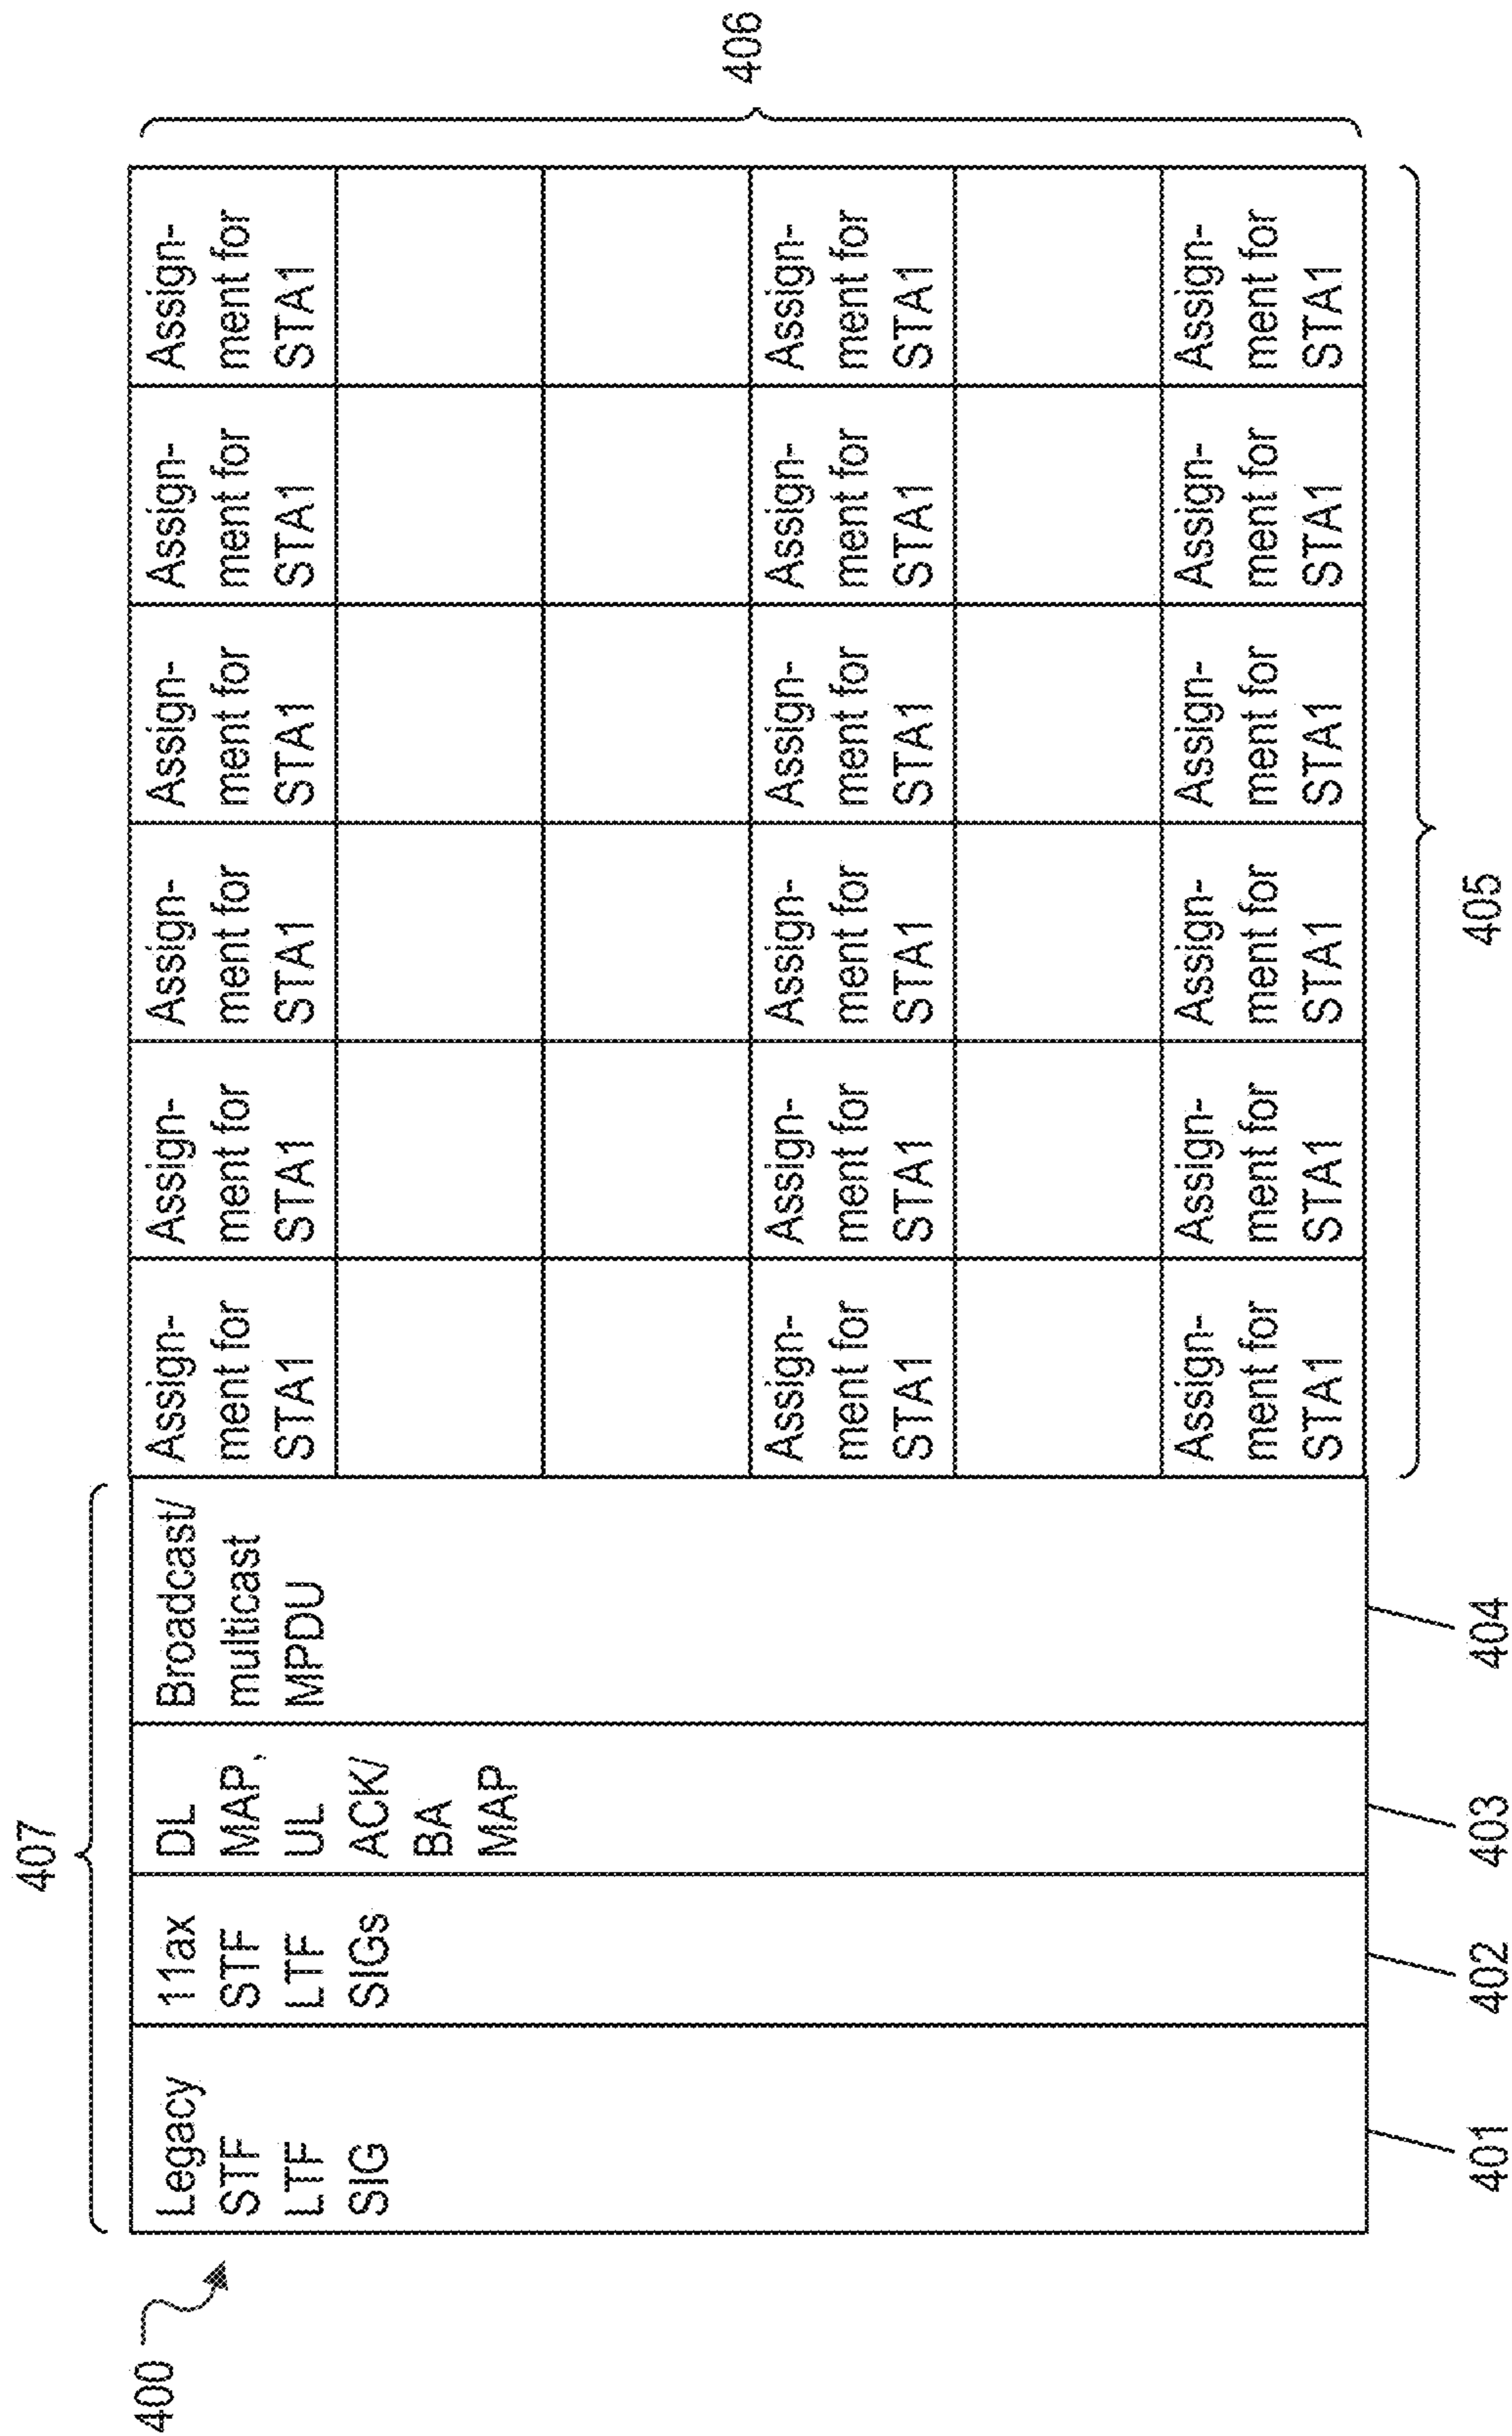 400
407
Legacy
STF
LTF
SIG
11ax
STF
LTF
SIGs
DL
MAP,
UL
ACK/
BA
MAP
Broadcast/
multicast
MPDU
Assign-
ment for
STA1
Assign-
ment for
STA1
Assign-
ment for
STA1
Assign-
ment for
STA1
Assign-
ment for
STA1
Assign-
ment for
STA1
Assign-
ment for
STA1
Assign-
ment for
STA1
Assign-
ment for
STA1
Assign-
ment for
STA1
Assign-
ment for
STA1
Assign-
ment for
STA1
Assign-
ment for
STA1
Assign-
ment for
STA1
Assign-
ment for
STA1
Assign-
ment for
STA1
Assign-
ment for
STA1
Assign-
ment for
STA1
406
401
402
403
404
405